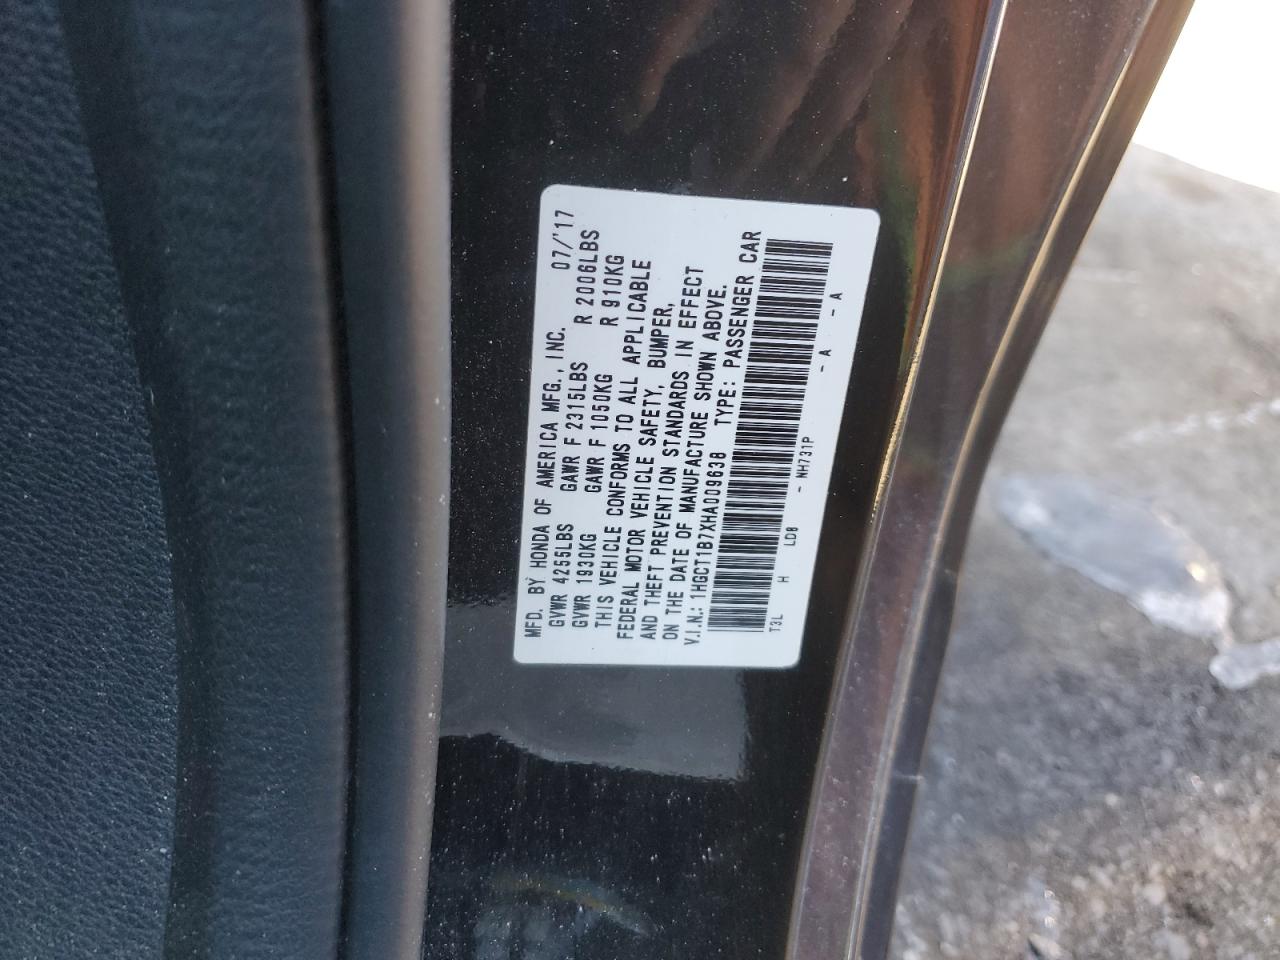 MFD. BY HONDA OF AMERICA MFG., INC. 07/'17
GVWR 4255LBS GAWR F 2315LBS R 2006LBS
GVWR 1930KG GAWR F 1050KG R 910KG
THIS VEHICLE CONFORMS TO ALL APPLICABLE
FEDERAL MOTOR VEHICLE SAFETY, BUMPER,
AND THEFT PREVENTION STANDARDS IN EFFECT
ON THE DATE OF MANUFACTURE SHOWN ABOVE.
V.I.N.: 1HGCT1B7XHA009638 TYPE: PASSENGER CAR
T3L H LD8 - NH731P - A - A